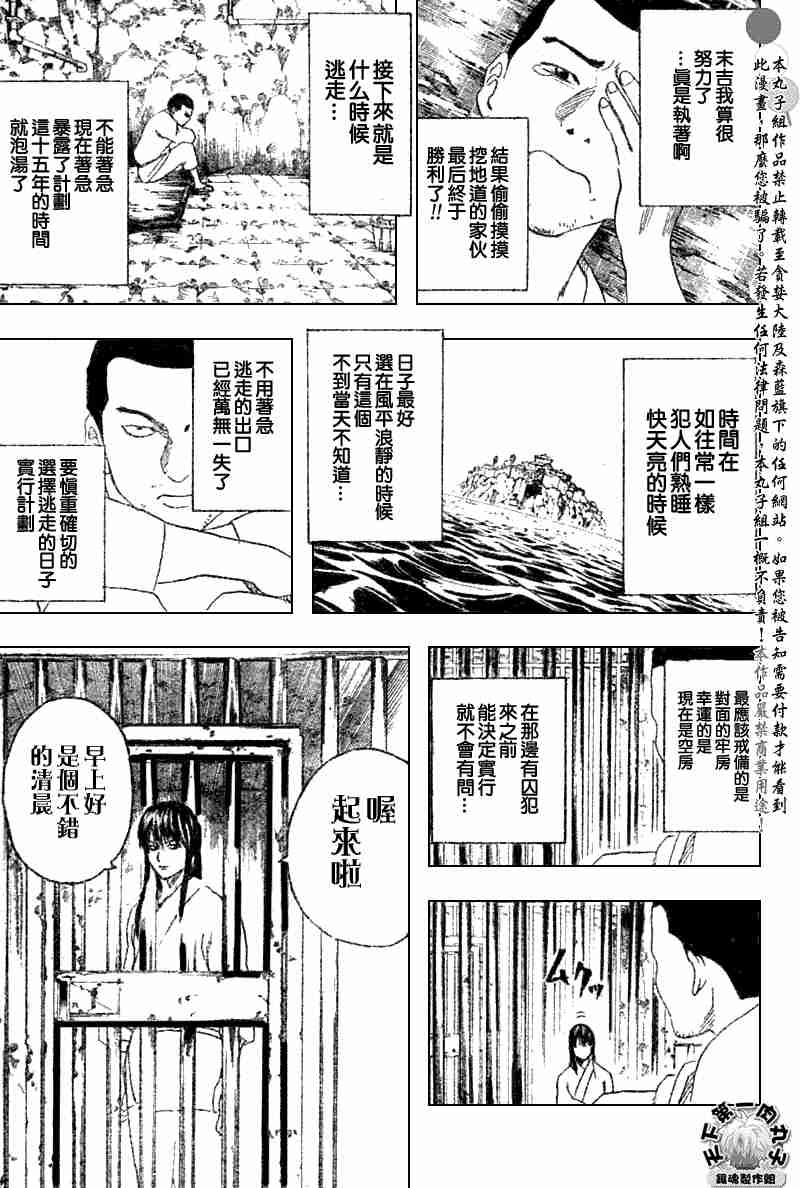 末吉我算很
努力了
…真是執著啊
結果偷偷摸摸
挖地道的家伙
最后終于
勝利了!!
接下來就是
什么時候
逃走…
不能著急
現在著急
暴露了計劃
這十五年的時間
就泡湯了
時間在
如往常一樣
犯人們熟睡
快天亮的時候
日子最好
選在風平浪靜的時候
只有這個
不到當天不知道…
不用著急
逃走的出口
已經萬無一失了
要慎重確切的
選擇逃走的日子
實行計劃
最應該戒備的是
對面的牢房
幸運的是
現在是空房
在那邊有囚犯
來之前
能決定實行
就不會有問…
ムクッ
喔
起來啦
早上好
是個不錯
的清晨
本丸子組作品禁止轉載至貪婪大陸及森藍旗下的任何網站。如果您被告知需要付款才能看到
此漫畫，那麼您被騙了。若發生任何法律問題，本丸子組一概不負責！本作品嚴禁商業用途！
天下第一肉丸子
銀魂製作組